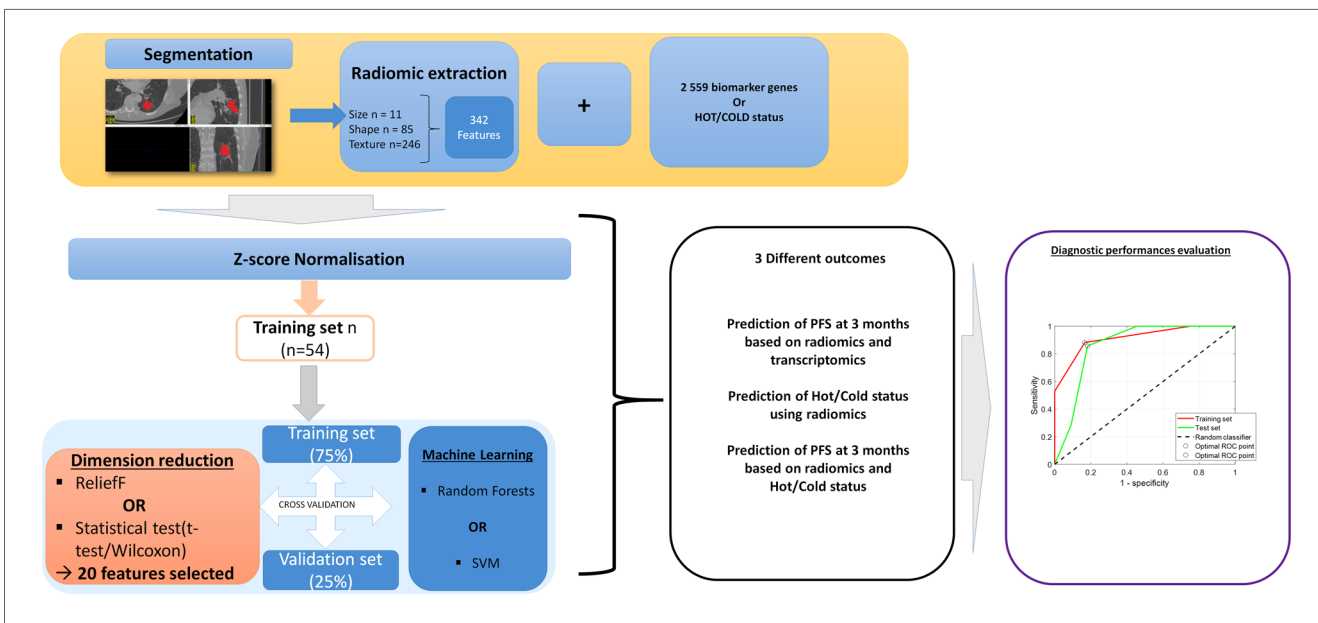 Segmentation
Radiomic extraction
Size n = 11
Shape n = 85
Texture n=246
342
Features
+
2 559 biomarker genes
Or
HOT/COLD status
Z-score Normalisation
Training set n
(n=54)
Dimension reduction
▪ ReliefF
OR
▪ Statistical test(t-
test/Wilcoxon)
→ 20 features selected
Training set
(75%)
CROSS VALIDATION
Validation set
(25%)
Machine Learning
▪ Random Forests
OR
▪ SVM
3 Different outcomes
Prediction of PFS at 3 months
based on radiomics and
transcriptomics
Prediction of Hot/Cold status
using radiomics
Prediction of PFS at 3 months
based on radiomics and
Hot/Cold status
Diagnostic performances evaluation
Sensitivity
1
0.8
0.6
0.4
0.2
0
0
0.2
0.4
0.6
0.8
1
1 - specificity
Training set
Test set
Random classifier
Optimal ROC point
Optimal ROC point